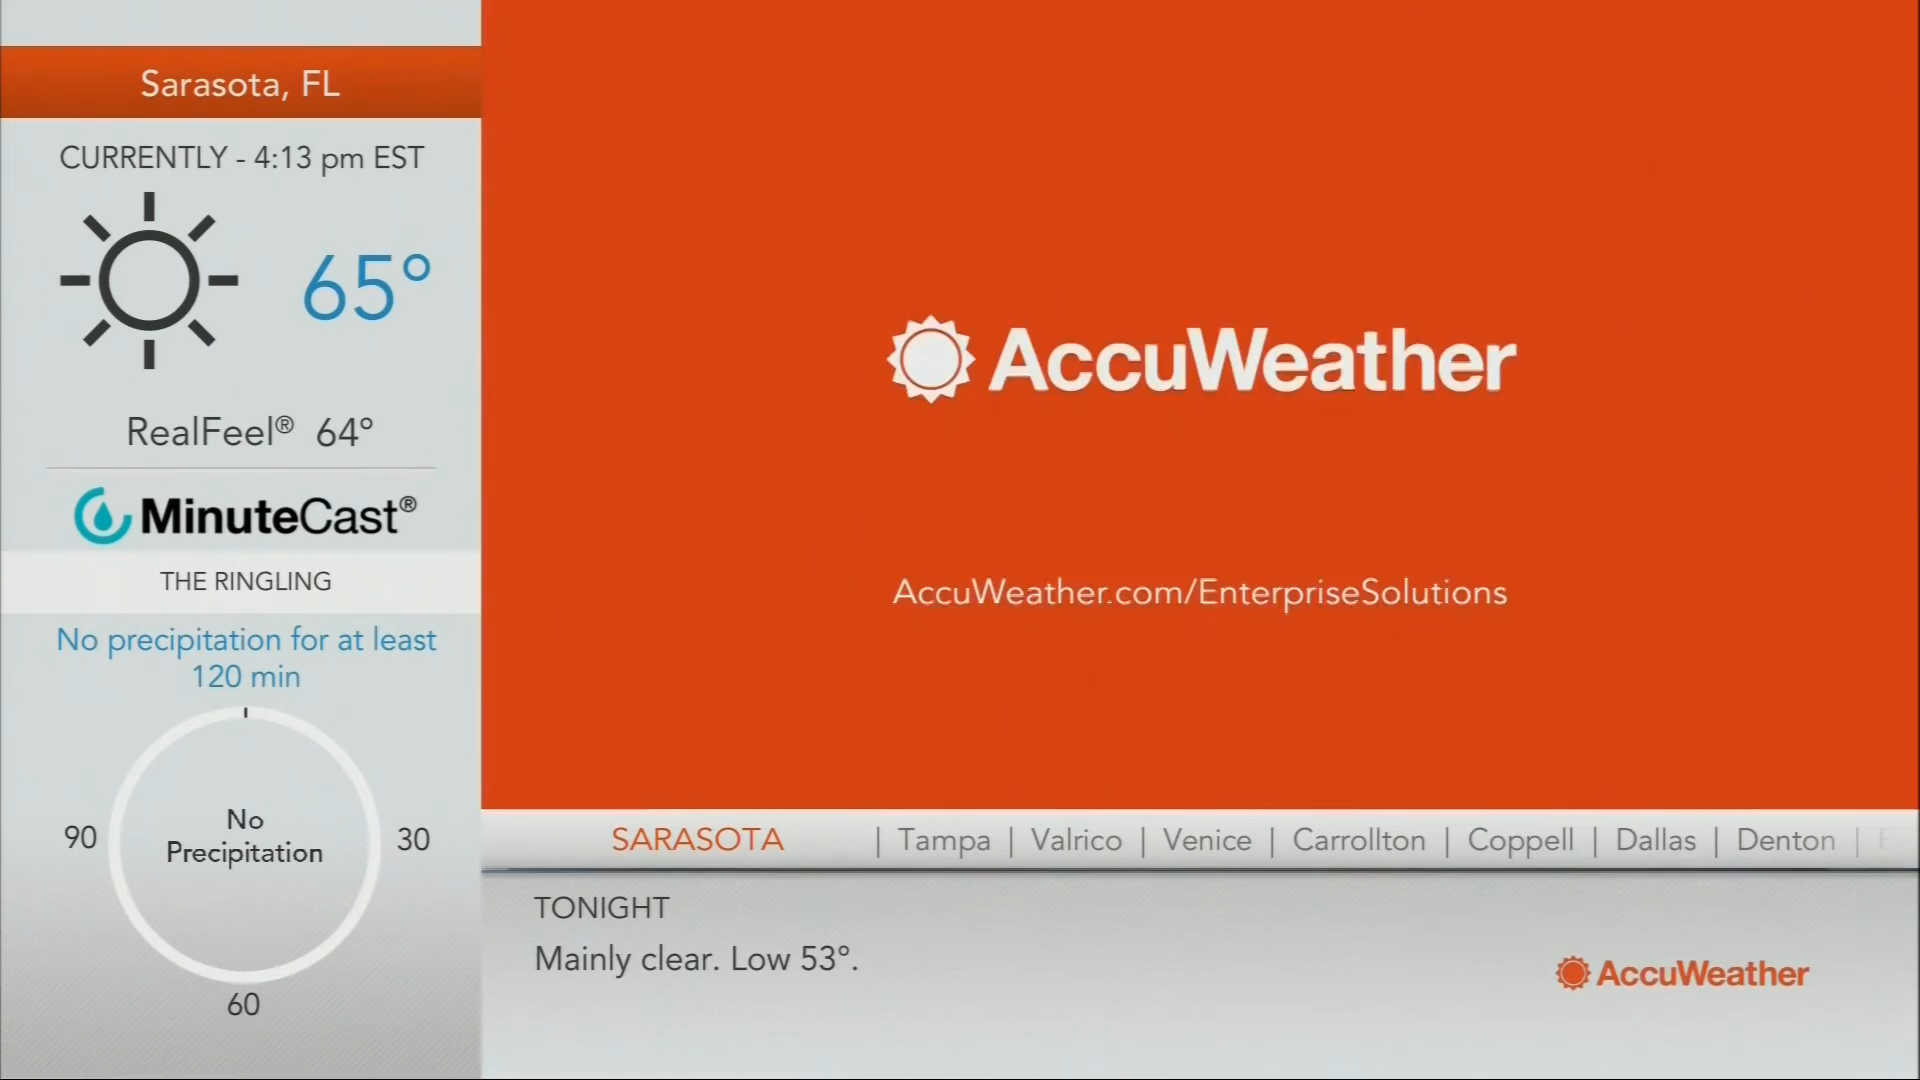 Sarasota, FL
CURRENTLY - 4:13 pm EST
65°
RealFeel® 64°
MinuteCast®
THE RINGLING
No precipitation for at least
120 min
No
Precipitation
90
30
60
AccuWeather
AccuWeather.com/EnterpriseSolutions
SARASOTA | Tampa | Valrico | Venice | Carrollton | Coppell | Dallas | Denton |
TONIGHT
Mainly clear. Low 53°.
AccuWeather